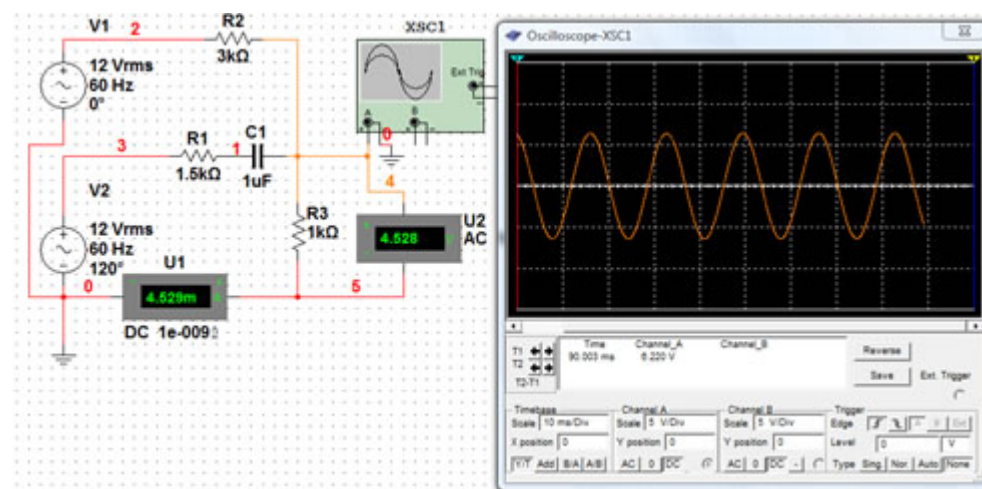 V1
2
R2
3kΩ
12 Vrms
60 Hz
0°
3
R1
1.5kΩ
1
C1
1uF
V2
12 Vrms
60 Hz
120°
0
U1
4.529m
DC 1e-009Ω
R3
1kΩ
5
4
U2
AC
4.528
XSC1
Ext Trig
A
B
0
Oscilloscope-XSC1
T1
T2
T2-T1
Time Channel_A Channel_B
90.003 ms 6.220 V
Reverse
Save
Ext. Trigger
Timebase
Scale 10 ms/Div
X position 0
Y/T Add B/A A/B
Channel A
Scale 5 V/Div
Y position 0
AC 0 DC
Channel B
Scale 5 V/Div
Y position 0
AC 0 DC -
Trigger
Edge A B Ext
Level 0 V
Type Sing. Nor. Auto None